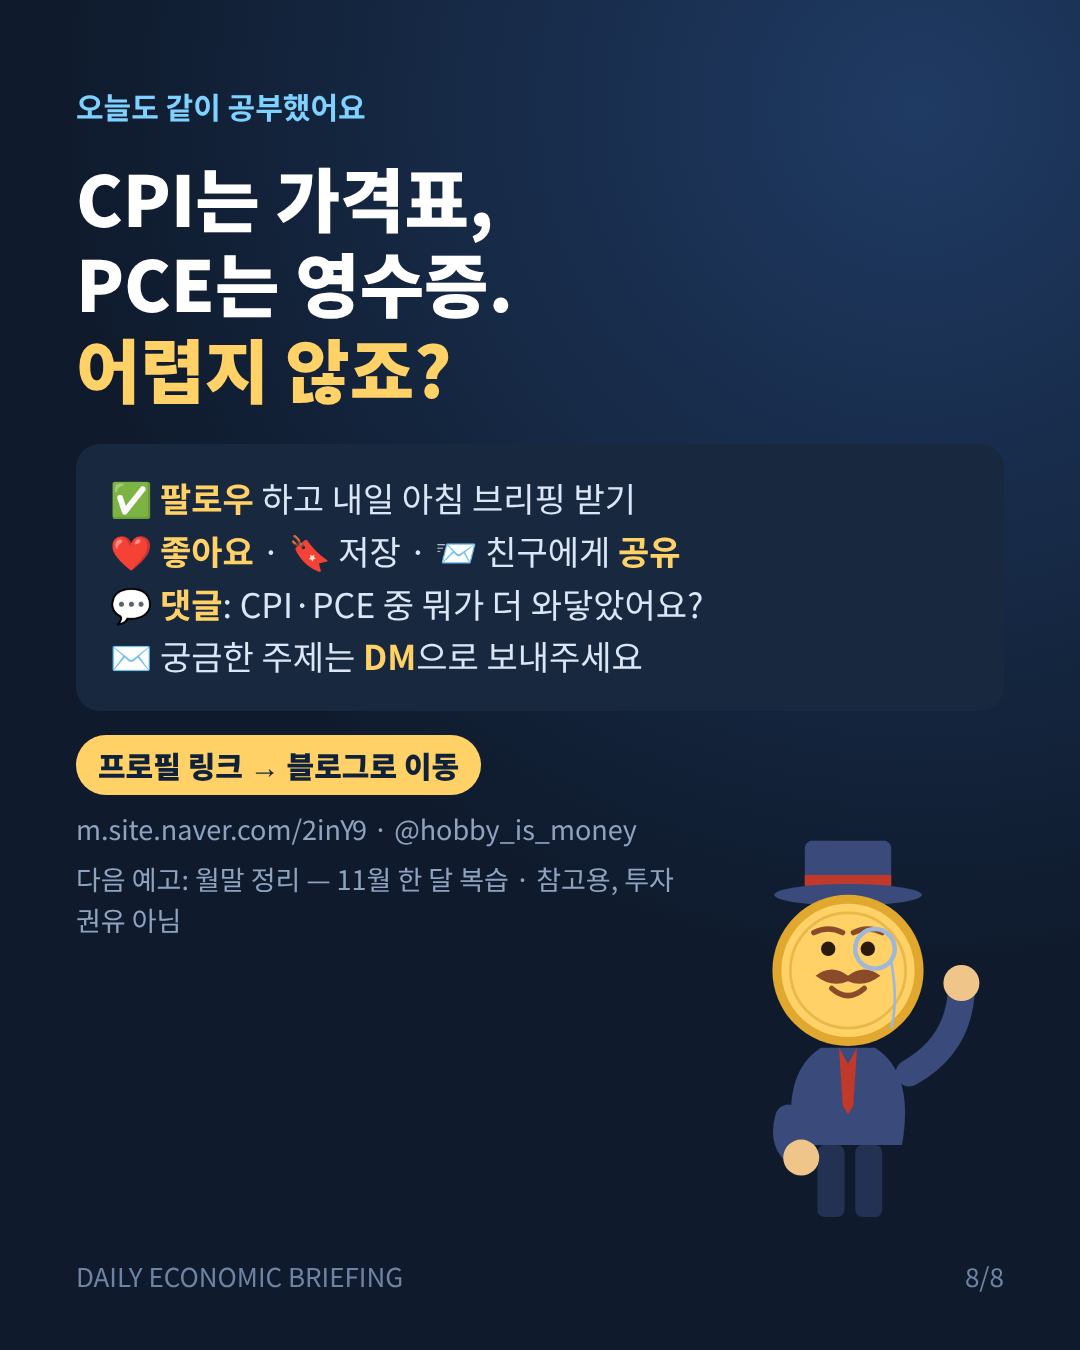 오늘도 같이 공부했어요
CPI는 가격표,
PCE는 영수증.
어렵지 않죠?
✅ 팔로우 하고 내일 아침 브리핑 받기
❤️ 좋아요 · 🔖 저장 · 📨 친구에게 공유
💬 댓글: CPI·PCE 중 뭐가 더 와닿았어요?
✉️ 궁금한 주제는 DM으로 보내주세요
프로필 링크 → 블로그로 이동
m.site.naver.com/2inY9 · @hobby_is_money
다음 예고: 월말 정리 — 11월 한 달 복습 · 참고용, 투자
권유 아님
DAILY ECONOMIC BRIEFING
8/8